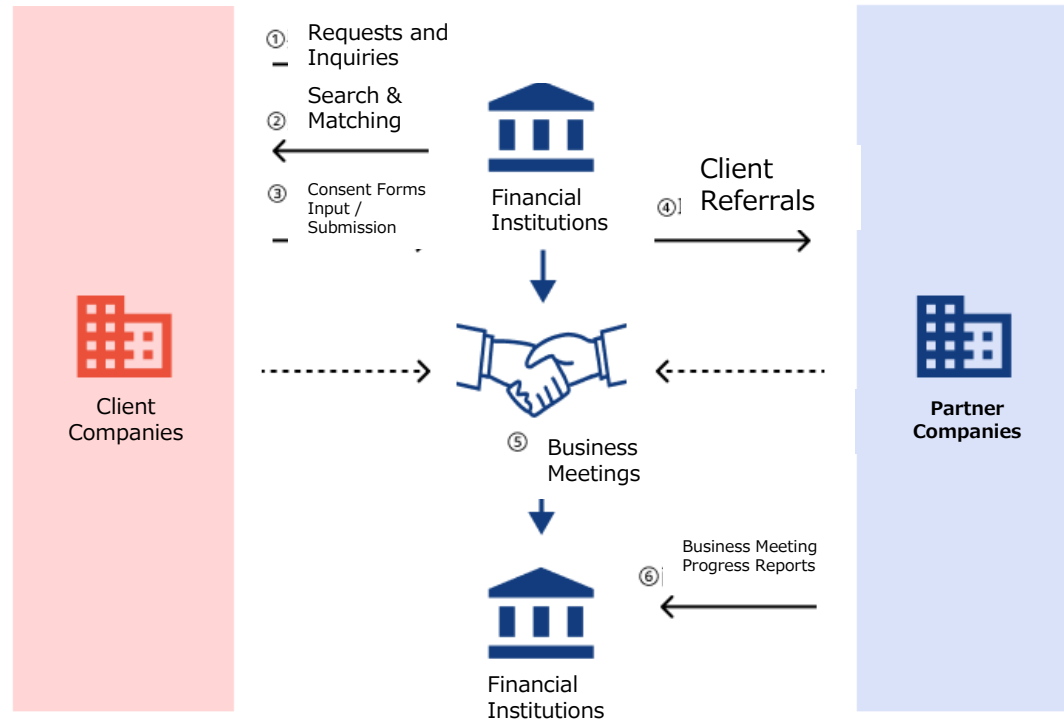 ① Requests and
Inquiries
② Search &
Matching
③ Consent Forms
Input /
Submission
Financial
Institutions
④ Client
Referrals
Client
Companies
Partner
Companies
⑤ Business
Meetings
⑥ Business Meeting
Progress Reports
Financial
Institutions